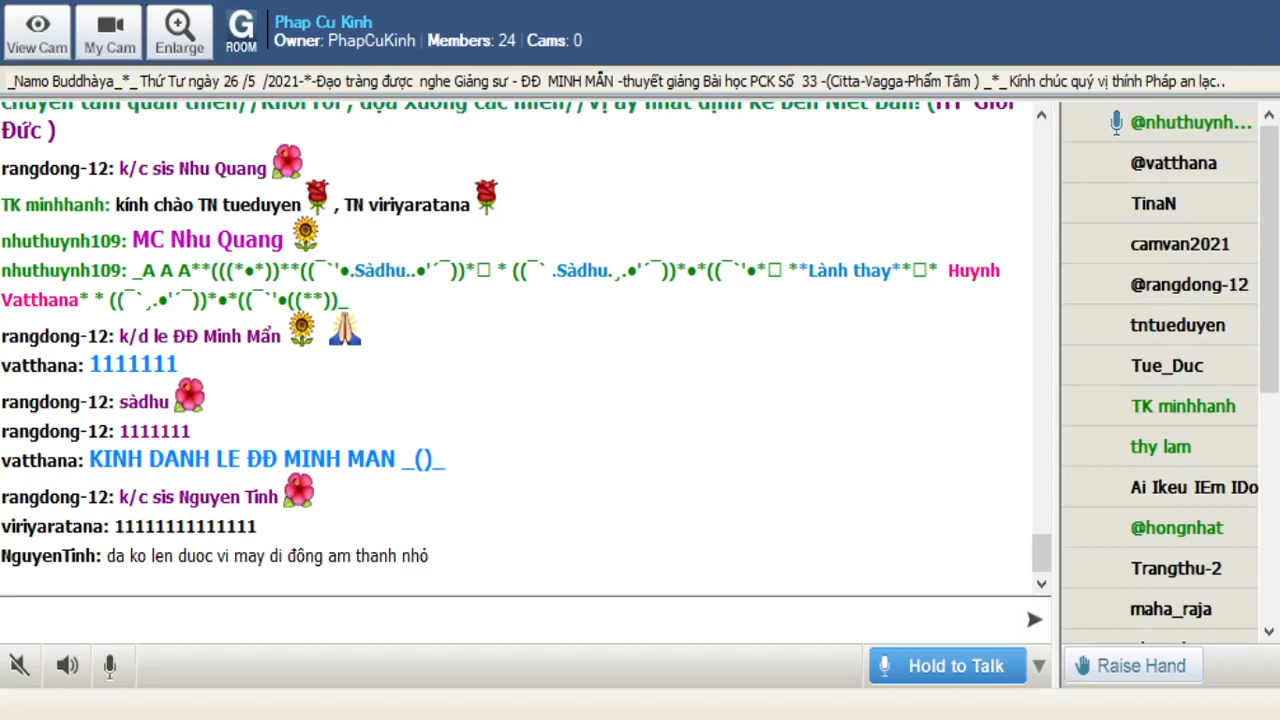 View Cam
My Cam
Enlarge
G
ROOM
Phap Cu Kinh
Owner: PhapCuKinh | Members: 24 | Cams: 0
_Namo Buddhàya_*_ Thứ Tư ngày 26 /5 /2021-*-Đạo tràng được nghe Giảng sư - ĐĐ MINH MẪN -thuyết giảng Bài học PCK Số 33 -(Citta-Vagga-Phẩm Tâm ) _*_ Kính chúc quý vị thính Pháp an lạc..
Đức )
rangdong-12: k/c sis Nhu Quang
TK minhhanh: kính chào TN tueduyen , TN viriyaratana
nhuthuynh109: MC Nhu Quang
nhuthuynh109: _A A A**(((*•*))**((¯`'•.Sàdhu..•'´¯))*□ * ((¯` .Sàdhu.¸.•'´¯))*•*((¯`'•*□ **Lành thay**□* Huynh
Vatthana* * ((¯`¸.•'´¯))*•*((¯`'•((**))_
rangdong-12: k/d le ĐĐ Minh Mẩn
vatthana: 1111111
rangdong-12: sàdhu
rangdong-12: 1111111
vatthana: KINH DANH LE ĐĐ MINH MAN _()_
rangdong-12: k/c sis Nguyen Tinh
viriyaratana: 11111111111111
NguyenTinh: da ko len duoc vi may di đông am thanh nhỏ
@nhuthuynh...
@vatthana
TinaN
camvan2021
@rangdong-12
tntueduyen
Tue_Duc
TK minhhanh
thy lam
Ai Ikeu IEm IDo
@hongnhat
Trangthu-2
maha_raja
Hold to Talk
Raise Hand